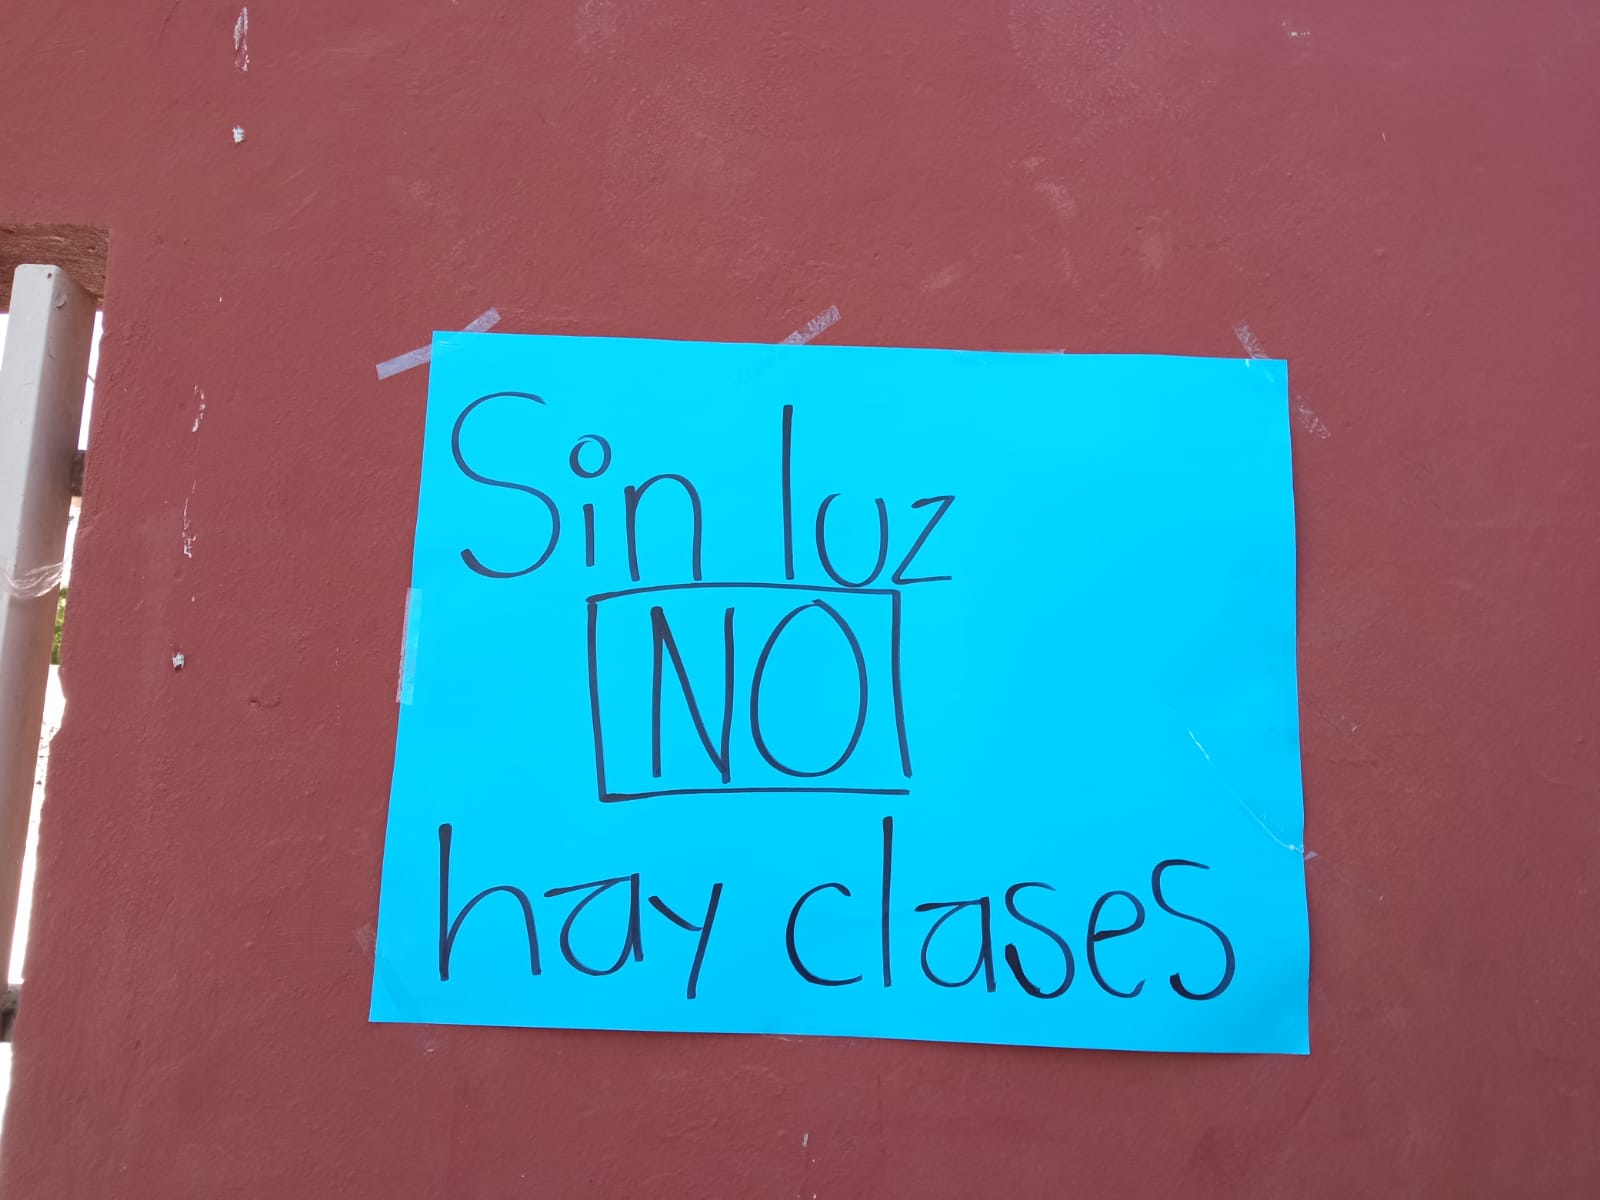 Sin luz
NO
hay clases